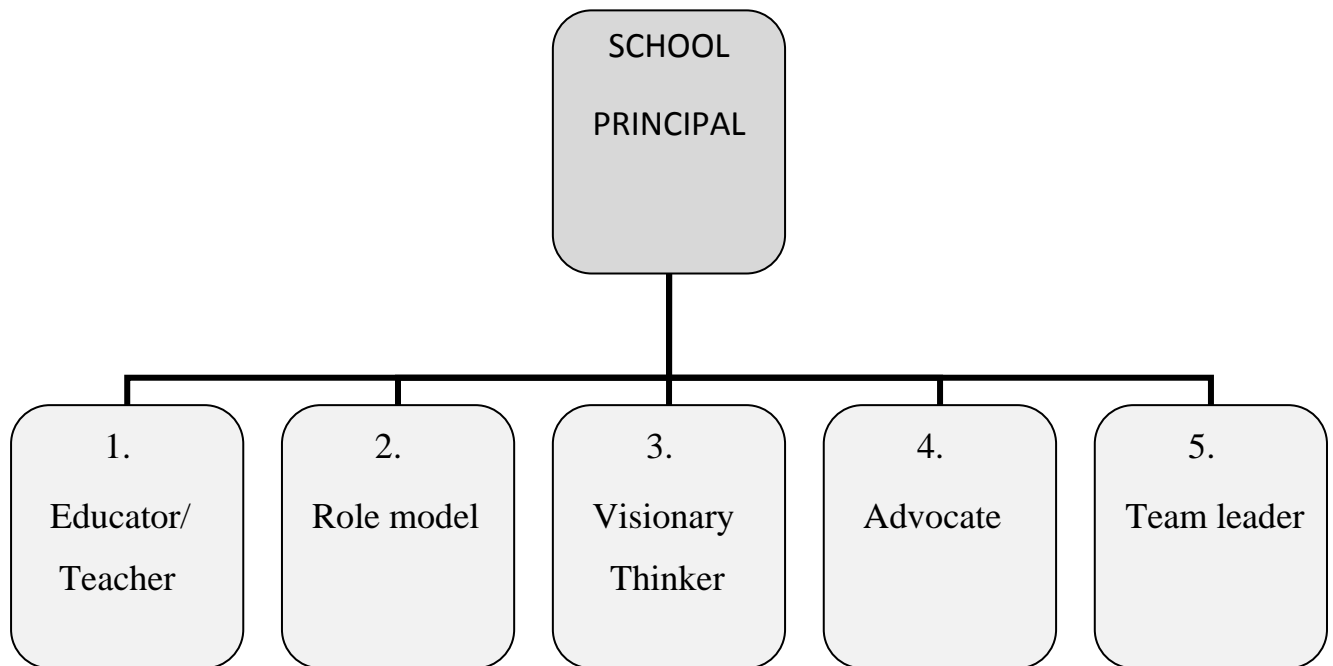 SCHOOL
PRINCIPAL
1.
Educator/
Teacher
2.
Role model
3.
Visionary
Thinker
4.
Advocate
5.
Team leader